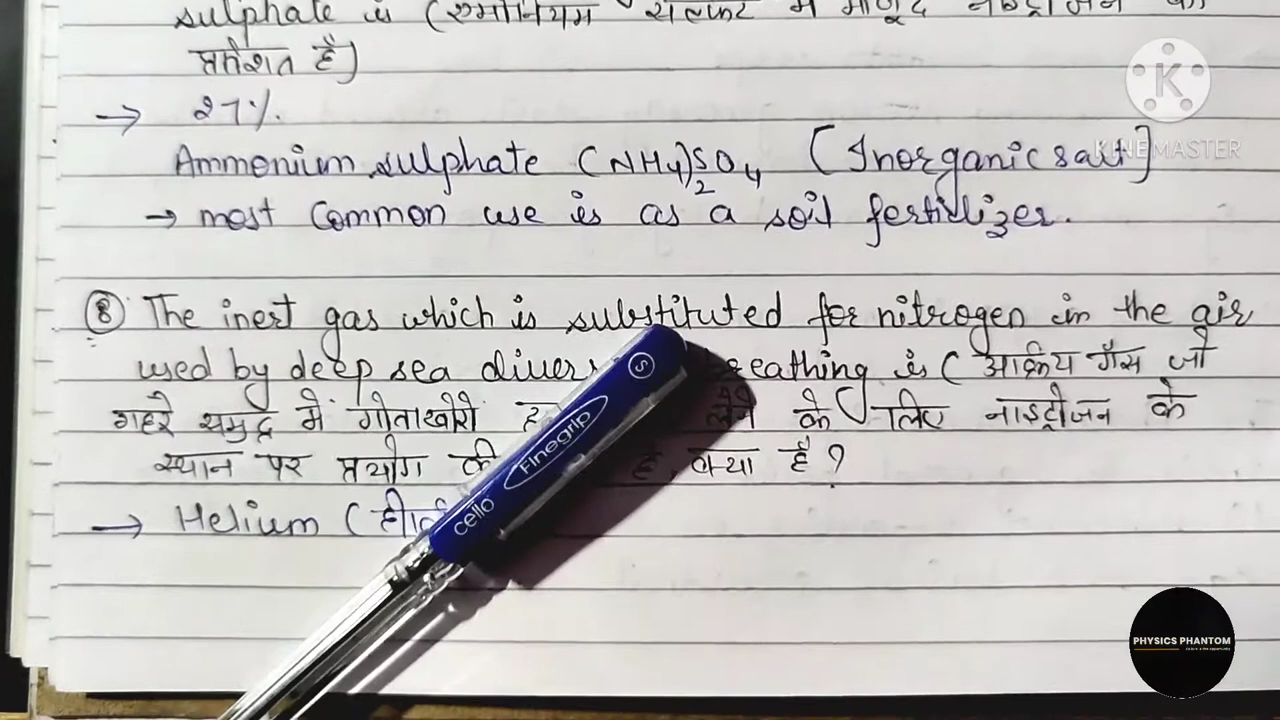 sulphate is (एमोनियम सल्फेट में मौजूद नाइट्रोजन का
प्रतिशत है)
→ 21%.
Ammonium sulphate (NH4)2SO4 [Inorganic salt]
→ most common use is as a soil fertilizer.
⑧ The inert gas which is substituted for nitrogen in the air
used by deep sea divers breathing is ( अक्रिय गैस जो
गहरे समुद्र में गोताखोरो लेने के लिए नाइट्रोजन के
स्थान पर प्रयोग की है, क्या है ?
→ Helium (
cello Finegrip
S
K
KINEMASTER
PHYSICS PHANTOM